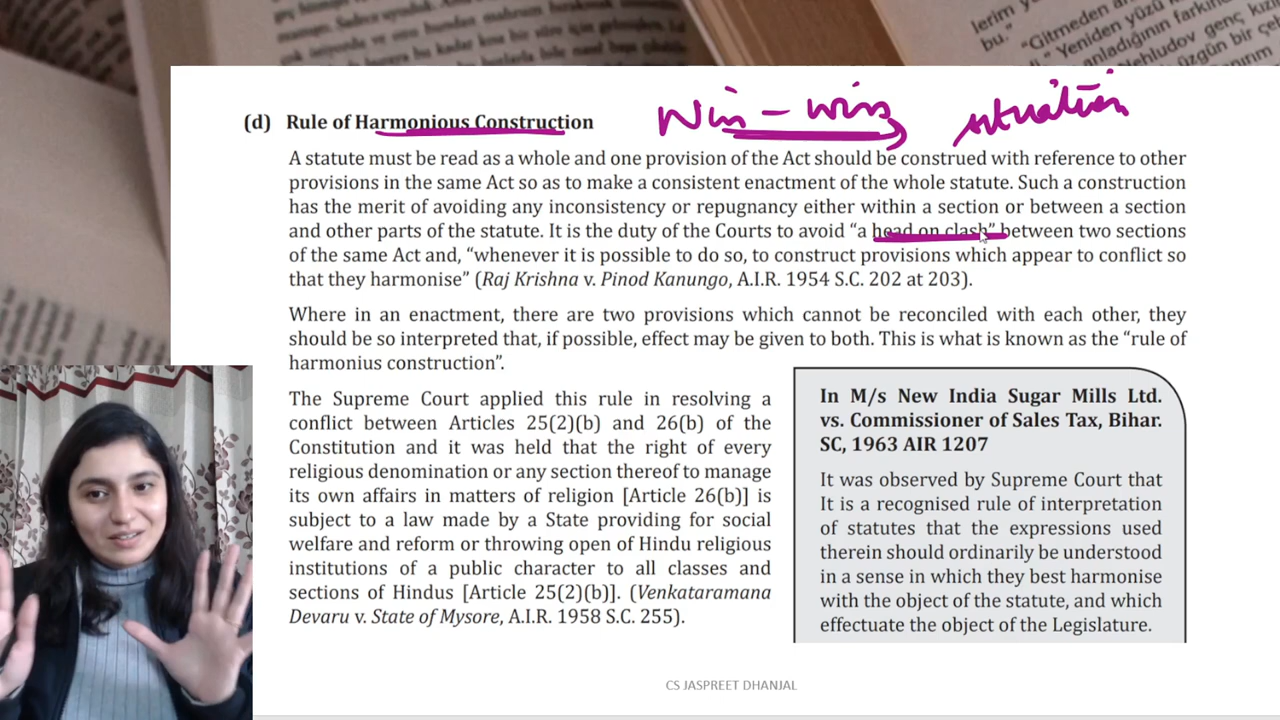 lerim y
bu."
"Gitmeden
Yeniden yüzü k
anladığının farkın
Nehludov genç kızı
üzgün bir çel
Win - win situation
(d) Rule of Harmonious Construction
A statute must be read as a whole and one provision of the Act should be construed with reference to other
provisions in the same Act so as to make a consistent enactment of the whole statute. Such a construction
has the merit of avoiding any inconsistency or repugnancy either within a section or between a section
and other parts of the statute. It is the duty of the Courts to avoid “a head on clash” between two sections
of the same Act and, “whenever it is possible to do so, to construct provisions which appear to conflict so
that they harmonise” (Raj Krishna v. Pinod Kanungo, A.I.R. 1954 S.C. 202 at 203).
Where in an enactment, there are two provisions which cannot be reconciled with each other, they
should be so interpreted that, if possible, effect may be given to both. This is what is known as the “rule of
harmonius construction”.
The Supreme Court applied this rule in resolving a
conflict between Articles 25(2)(b) and 26(b) of the
Constitution and it was held that the right of every
religious denomination or any section thereof to manage
its own affairs in matters of religion [Article 26(b)] is
subject to a law made by a State providing for social
welfare and reform or throwing open of Hindu religious
institutions of a public character to all classes and
sections of Hindus [Article 25(2)(b)]. (Venkataramana
Devaru v. State of Mysore, A.I.R. 1958 S.C. 255).
In M/s New India Sugar Mills Ltd.
vs. Commissioner of Sales Tax, Bihar.
SC, 1963 AIR 1207
It was observed by Supreme Court that
It is a recognised rule of interpretation
of statutes that the expressions used
therein should ordinarily be understood
in a sense in which they best harmonise
with the object of the statute, and which
effectuate the object of the Legislature.
CS JASPREET DHANJAL